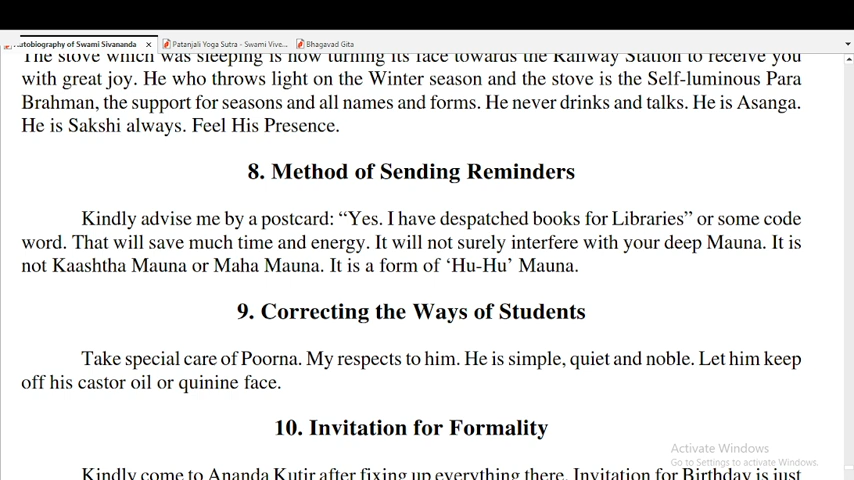 utobiography of Swami Sivananda Patanjali Yoga Sutra - Swami Vive... Bhagavad Gita
The stove which was sleeping is now turning its face towards the Railway Station to receive you
with great joy. He who throws light on the Winter season and the stove is the Self-luminous Para
Brahman, the support for seasons and all names and forms. He never drinks and talks. He is Asanga.
He is Sakshi always. Feel His Presence.
8. Method of Sending Reminders
Kindly advise me by a postcard: “Yes. I have despatched books for Libraries” or some code
word. That will save much time and energy. It will not surely interfere with your deep Mauna. It is
not Kaashtha Mauna or Maha Mauna. It is a form of ‘Hu-Hu’ Mauna.
9. Correcting the Ways of Students
Take special care of Poorna. My respects to him. He is simple, quiet and noble. Let him keep
off his castor oil or quinine face.
10. Invitation for Formality
Kindly come to Ananda Kutir after fixing up everything there. Invitation for Birthday is just
Activate Windows
Go to Settings to activate Windows.